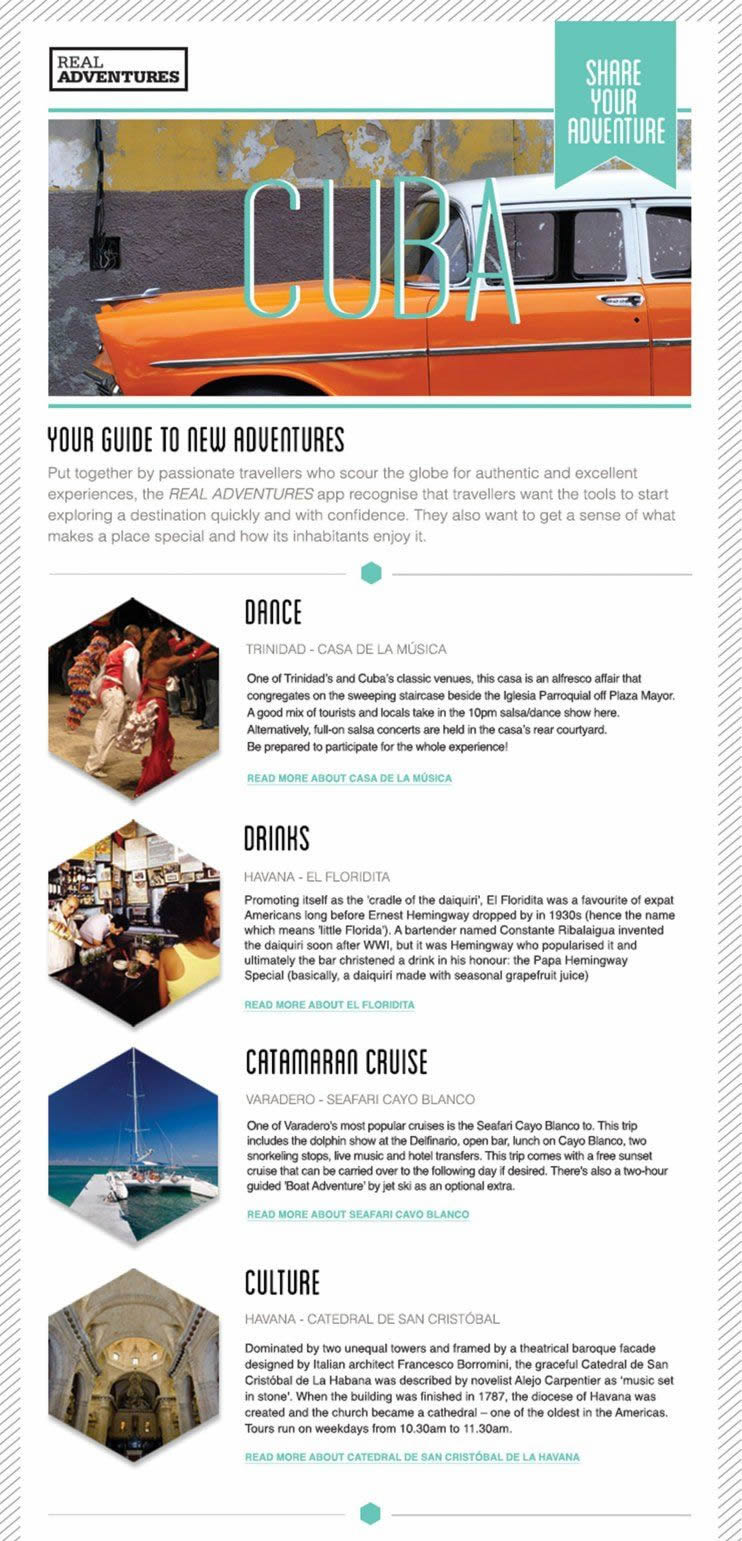 REAL
ADVENTURES
SHARE
YOUR
ADVENTURE
CUBA
YOUR GUIDE TO NEW ADVENTURES
Put together by passionate travellers who scour the globe for authentic and excellent
experiences, the REAL ADVENTURES app recognise that travellers want the tools to start
exploring a destination quickly and with confidence. They also want to get a sense of what
makes a place special and how its inhabitants enjoy it.
DANCE
TRINIDAD - CASA DE LA MÚSICA
One of Trinidad's and Cuba's classic venues, this casa is an alfresco affair that
congregates on the sweeping staircase beside the Iglesia Parroquial off Plaza Mayor.
A good mix of tourists and locals take in the 10pm salsa/dance show here.
Alternatively, full-on salsa concerts are held in the casa's rear courtyard.
Be prepared to participate for the whole experience!
READ MORE ABOUT CASA DE LA MÚSICA
DRINKS
HAVANA - EL FLORIDITA
Promoting itself as the 'cradle of the daiquiri', El Floridita was a favourite of expat
Americans long before Ernest Hemingway dropped by in 1930s (hence the name
which means 'little Florida'). A bartender named Constante Ribalaigua invented
the daiquiri soon after WWI, but it was Hemingway who popularised it and
ultimately the bar christened a drink in his honour: the Papa Hemingway
Special (basically, a daiquiri made with seasonal grapefruit juice)
READ MORE ABOUT EL FLORIDITA
CATAMARAN CRUISE
VARADERO - SEAFARI CAYO BLANCO
One of Varadero's most popular cruises is the Seafari Cayo Blanco to. This trip
includes the dolphin show at the Delfinario, open bar, lunch on Cayo Blanco, two
snorkeling stops, live music and hotel transfers. This trip comes with a free sunset
cruise that can be carried over to the following day if desired. There's also a two-hour
guided 'Boat Adventure' by jet ski as an optional extra.
READ MORE ABOUT SEAFARI CAVO BLANCO
CULTURE
HAVANA - CATEDRAL DE SAN CRISTÓBAL
Dominated by two unequal towers and framed by a theatrical baroque facade
designed by Italian architect Francesco Borromini, the graceful Catedral de San
Cristóbal de La Habana was described by novelist Alejo Carpentier as 'music set
in stone'. When the building was finished in 1787, the diocese of Havana was
created and the church became a cathedral – one of the oldest in the Americas.
Tours run on weekdays from 10.30am to 11.30am.
READ MORE ABOUT CATEDRAL DE SAN CRISTÓBAL DE LA HAVANA